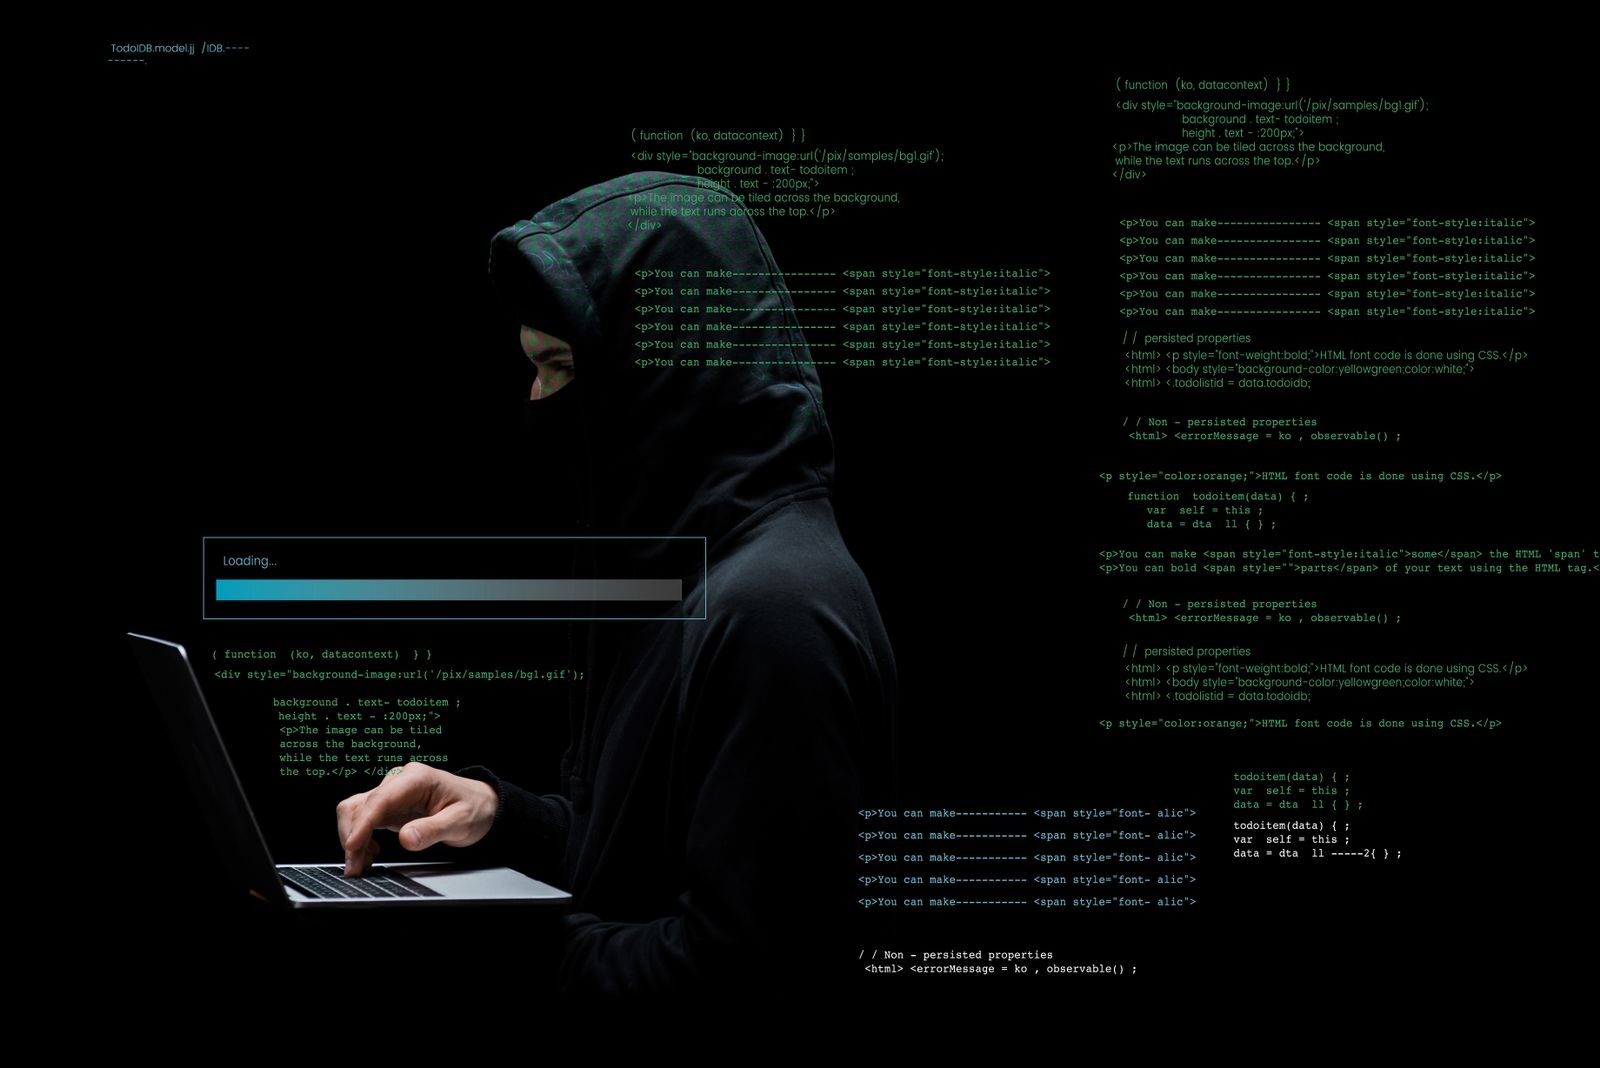 TodoIDB.model.jj /IDB.----
------.
( function (ko, datacontext) } }
<div style="background-image:url('/pix/samples/bg1.gif');
background . text- todoitem ;
height . text - :200px;">
<p>The image can be tiled across the background,
while the text runs across the top.</p>
</div>
<p>You can make---------------- <span style="font-style:italic">
<p>You can make---------------- <span style="font-style:italic">
<p>You can make---------------- <span style="font-style:italic">
<p>You can make---------------- <span style="font-style:italic">
<p>You can make---------------- <span style="font-style:italic">
<p>You can make---------------- <span style="font-style:italic">
Loading...
( function (ko, datacontext) } }
<div style="background-image:url('/pix/samples/bg1.gif');
background . text- todoitem ;
height . text - :200px;">
<p>The image can be tiled
across the background,
while the text runs across
the top.</p> </div>
( function (ko, datacontext) } }
<div style="background-image:url('/pix/samples/bg1.gif');
background . text- todoitem ;
height . text - :200px;">
<p>The image can be tiled across the background,
while the text runs across the top.</p>
</div>
<p>You can make---------------- <span style="font-style:italic">
<p>You can make---------------- <span style="font-style:italic">
<p>You can make---------------- <span style="font-style:italic">
<p>You can make---------------- <span style="font-style:italic">
<p>You can make---------------- <span style="font-style:italic">
<p>You can make---------------- <span style="font-style:italic">
// persisted properties
<html> <p style="font-weight:bold;">HTML font code is done using CSS.</p>
<html> <body style="background-color:yellowgreen;color:white;">
<html> <.todolistid = data.todoidb;
/ / Non - persisted properties
<html> <errorMessage = ko , observable() ;
<p style="color:orange;">HTML font code is done using CSS.</p>
function todoitem(data) { ;
var self = this ;
data = dta ll { } ;
<p>You can make <span style="font-style:italic">some</span> the HTML 'span' t
<p>You can bold <span style="">parts</span> of your text using the HTML tag.<
/ / Non - persisted properties
<html> <errorMessage = ko , observable() ;
// persisted properties
<html> <p style="font-weight:bold;">HTML font code is done using CSS.</p>
<html> <body style="background-color:yellowgreen;color:white;">
<html> <.todolistid = data.todoidb;
<p style="color:orange;">HTML font code is done using CSS.</p>
todoitem(data) { ;
var self = this ;
data = dta ll { } ;
todoitem(data) { ;
var self = this ;
data = dta ll -----2{ } ;
<p>You can make----------- <span style="font- alic">
<p>You can make----------- <span style="font- alic">
<p>You can make----------- <span style="font- alic">
<p>You can make----------- <span style="font- alic">
<p>You can make----------- <span style="font- alic">
/ / Non - persisted properties
<html> <errorMessage = ko , observable() ;